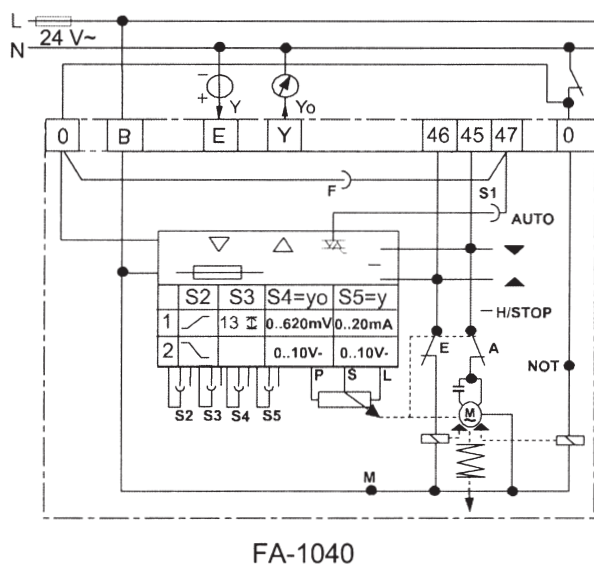 L
24 V~
N
−
+
Y
Yo
0
B
E
Y
46
45
47
0
F
S1
AUTO
S2 S3 S4=yo S5=y
− H/STOP
1 13 0..620mV 0..20mA
2 0..10V- 0..10V-
E
A
NOT
P
S
L
S2
S3
S4
S5
M
~
M
FA-1040